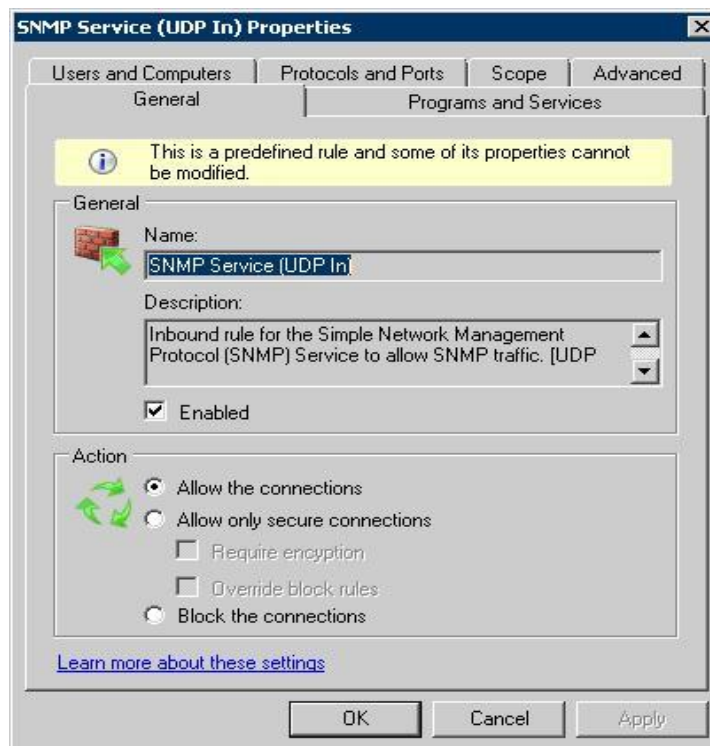 SNMP Service (UDP In) Properties
Users and Computers
Protocols and Ports
Scope
Advanced
General
Programs and Services
This is a predefined rule and some of its properties cannot
be modified.
General
Name:
SNMP Service (UDP In)
Description:
Inbound rule for the Simple Network Management
Protocol (SNMP) Service to allow SNMP traffic. [UDP
Enabled
Action
Allow the connections
Allow only secure connections
Require encyption
Override block rules
Block the connections
Learn more about these settings
OK
Cancel
Apply